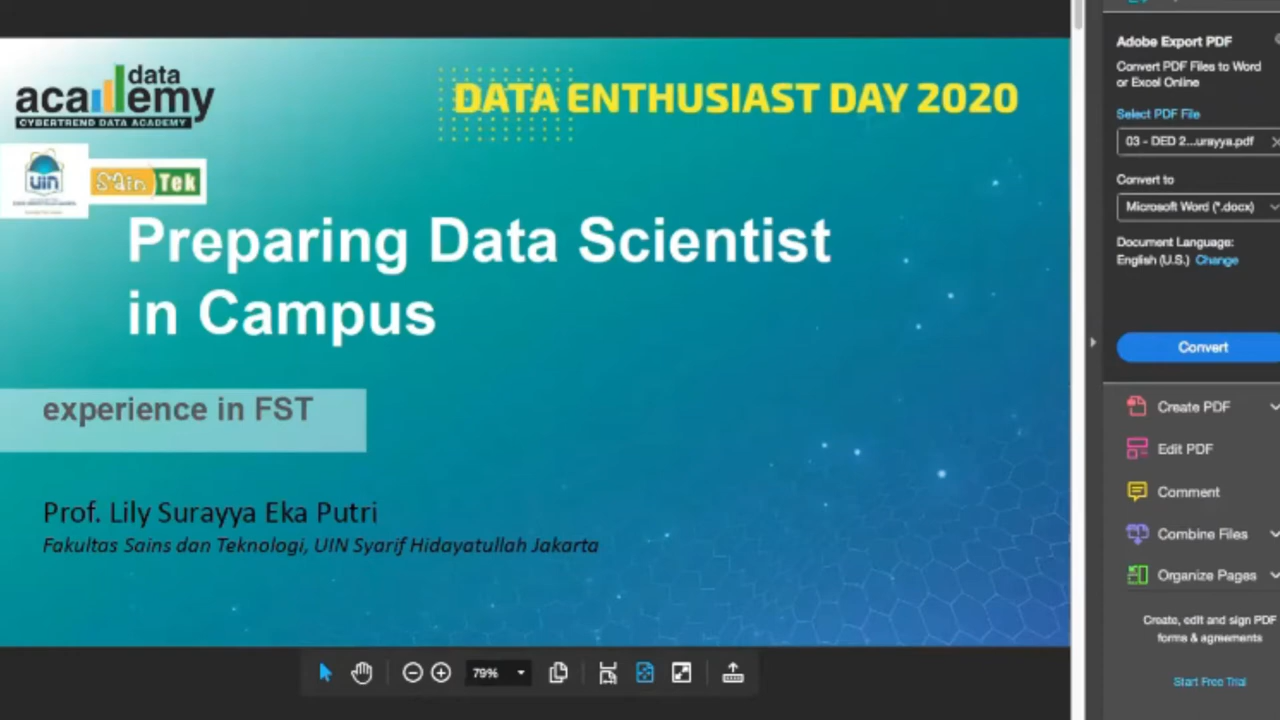 data
academy
CYBERTREND DATA ACADEMY
DATA ENTHUSIAST DAY 2020
uin
Sain Tek
Preparing Data Scientist
in Campus
experience in FST
Prof. Lily Surayya Eka Putri
Fakultas Sains dan Teknologi, UIN Syarif Hidayatullah Jakarta
79%
Adobe Export PDF
Convert PDF Files to Word
or Excel Online
Select PDF File
03 - DED 2...urayya.pdf
Convert to
Microsoft Word (*.docx)
Document Language:
English (U.S.) Change
Convert
Create PDF
Edit PDF
Comment
Combine Files
Organize Pages
Create, edit and sign PDF
forms & agreements
Start Free Trial